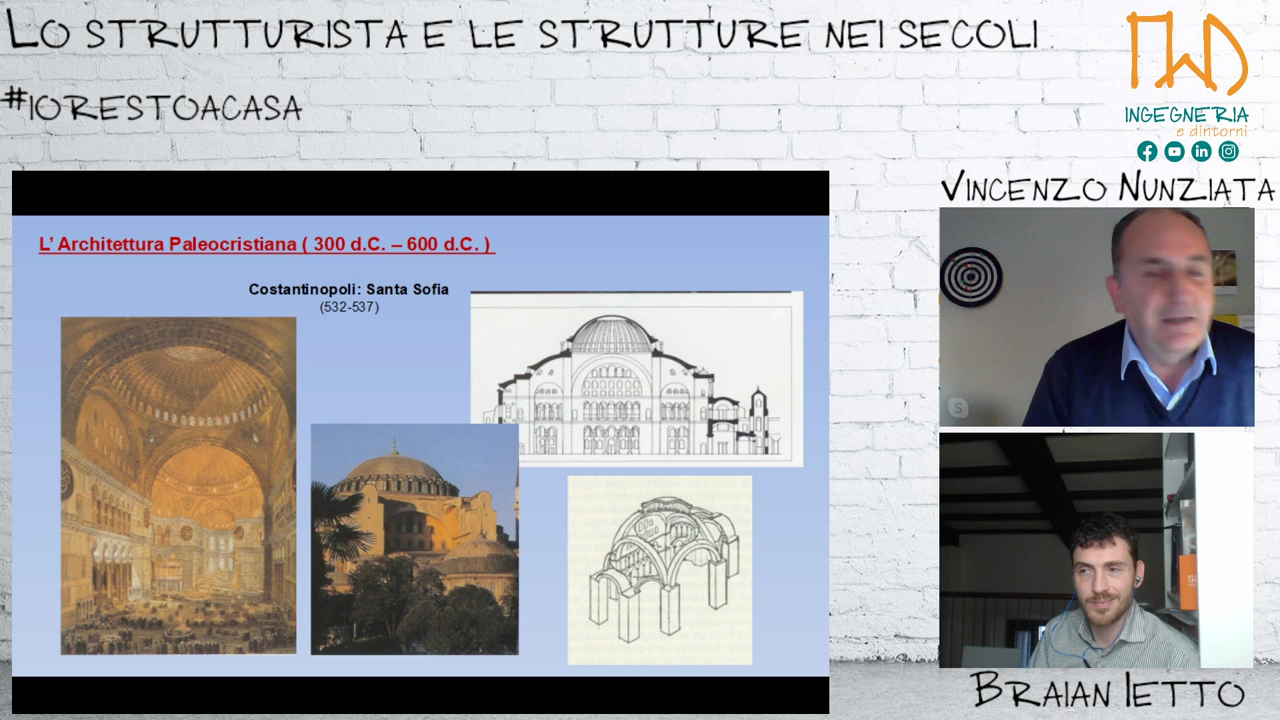 LO STRUTTURISTA E LE STRUTTURE NEI SECOLI
#IORESTOACASA
INGEGNERIA
e dintorni
VINCENZO NUNZIATA
L' Architettura Paleocristiana ( 300 d.C. – 600 d.C. )
Costantinopoli: Santa Sofia
(532-537)
S
BRAIAN IETTO